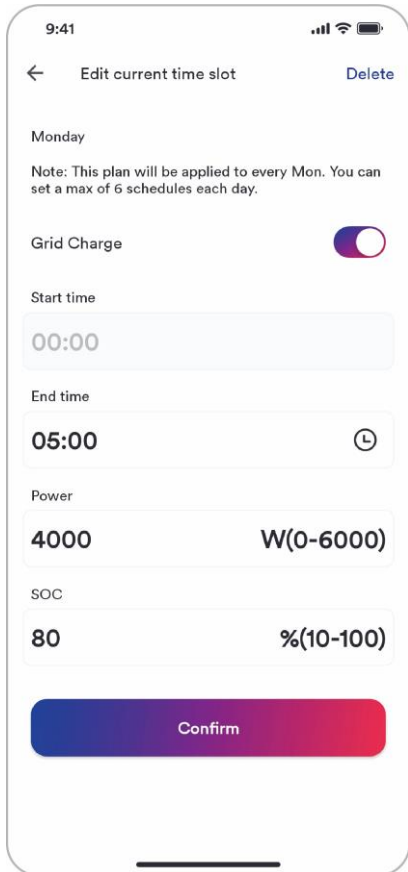 9:41
Edit current time slot
Delete
Monday
Note: This plan will be applied to every Mon. You can
set a max of 6 schedules each day.
Grid Charge
Start time
00:00
End time
05:00
Power
4000 W(0-6000)
SOC
80 %(10-100)
Confirm